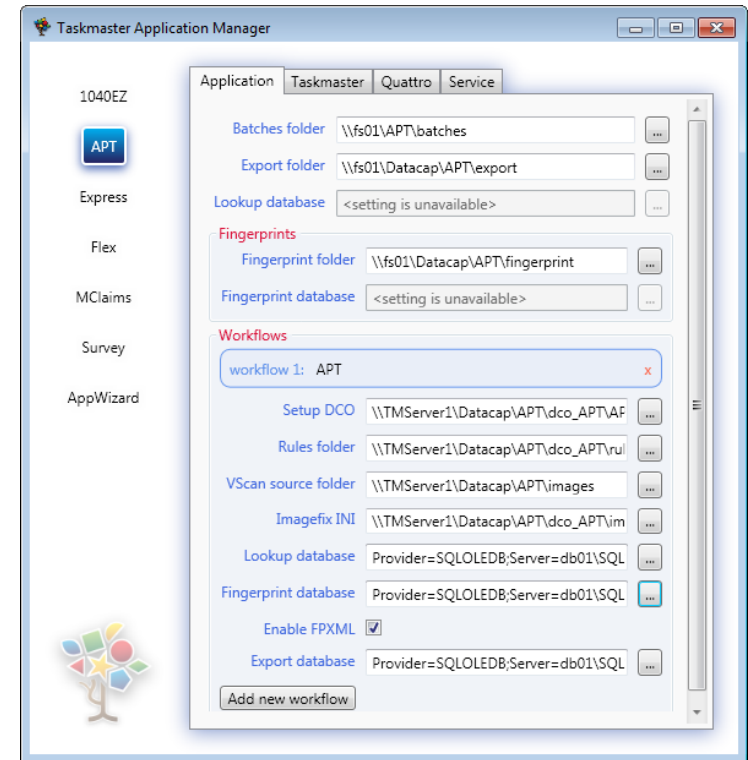 Taskmaster Application Manager
1040EZ
APT
Express
Flex
MClaims
Survey
AppWizard
Application Taskmaster Quattro Service
Batches folder \\fs01\APT\batches ...
Export folder \\fs01\Datacap\APT\export ...
Lookup database <setting is unavailable> ...
Fingerprints
Fingerprint folder \\fs01\Datacap\APT\fingerprint ...
Fingerprint database <setting is unavailable> ...
Workflows
workflow 1: APT x
Setup DCO \\TMServer1\Datacap\APT\dco_APT\AP ...
Rules folder \\TMServer1\Datacap\APT\dco_APT\rul ...
VScan source folder \\TMServer1\Datacap\APT\images ...
Imagefix INI \\TMServer1\Datacap\APT\dco_APT\im ...
Lookup database Provider=SQLOLEDB;Server=db01\SQL ...
Fingerprint database Provider=SQLOLEDB;Server=db01\SQL ...
Enable FPXML
Export database Provider=SQLOLEDB;Server=db01\SQL ...
Add new workflow